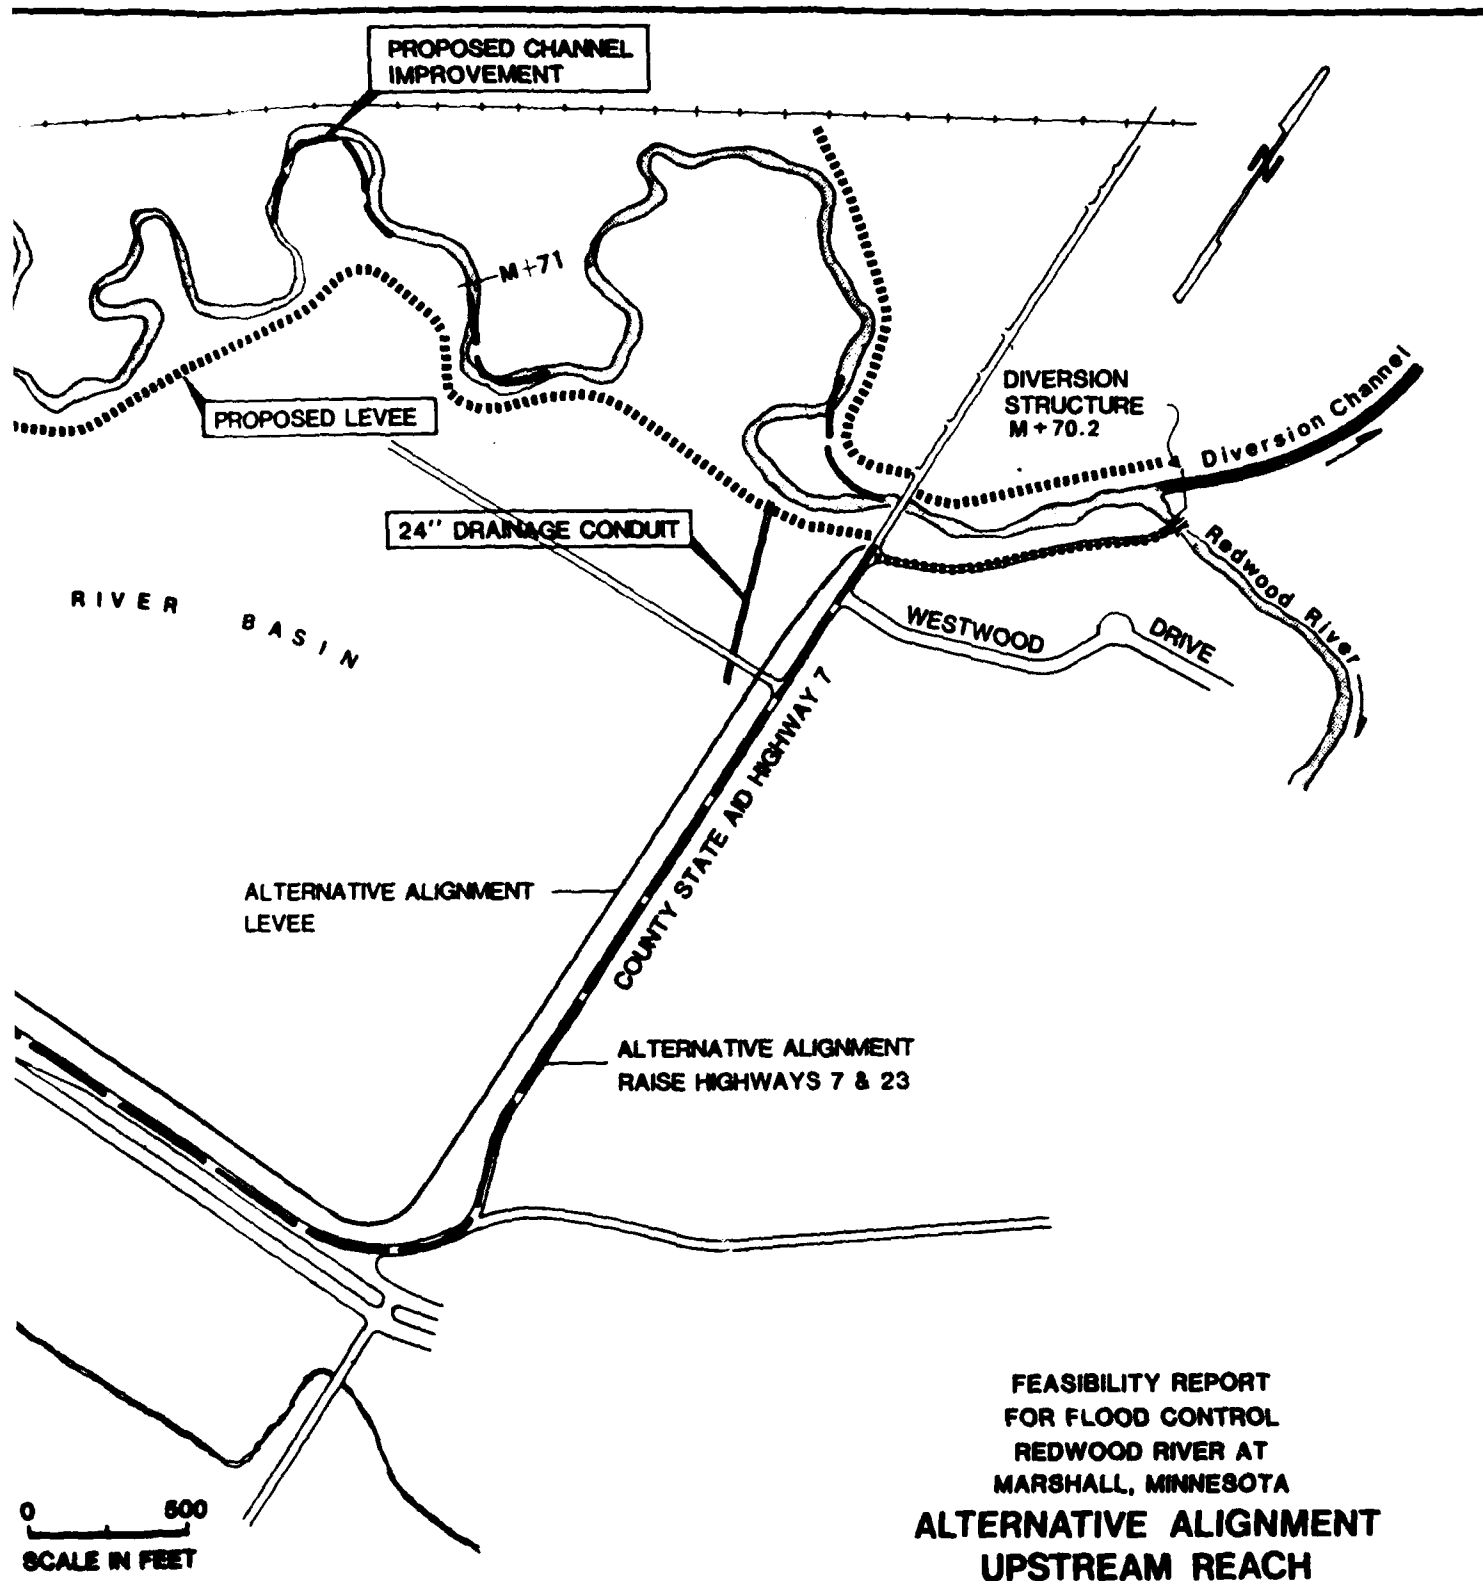 PROPOSED CHANNEL
IMPROVEMENT
N
M+71
DIVERSION
STRUCTURE
M+70.2
Diversion Channel
PROPOSED LEVEE
24" DRAINAGE CONDUIT
Redwood River
RIVER BASIN
WESTWOOD DRIVE
COUNTY STATE AID HIGHWAY 7
ALTERNATIVE ALIGNMENT
LEVEE
ALTERNATIVE ALIGNMENT
RAISE HIGHWAYS 7 & 23
0 500
SCALE IN FEET
FEASIBILITY REPORT
FOR FLOOD CONTROL
REDWOOD RIVER AT
MARSHALL, MINNESOTA
ALTERNATIVE ALIGNMENT
UPSTREAM REACH